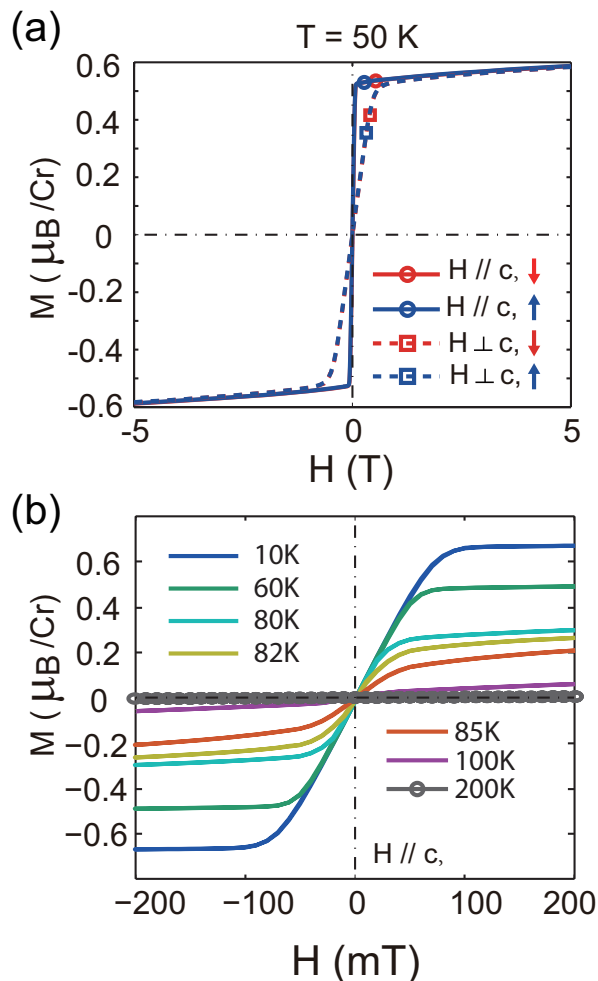 (a)
T = 50 K
0.6
0.4
0.2
0
-0.2
-0.4
-0.6
M ( μB/Cr)
H // c, ↓
H // c, ↑
H ⊥ c, ↓
H ⊥ c, ↑
-5 0 5
H (T)
(b)
0.6
0.4
0.2
0
−0.2
−0.4
−0.6
M ( μB/Cr)
10K
60K
80K
82K
85K
100K
200K
H // c,
−200 −100 0 100 200
H (mT)